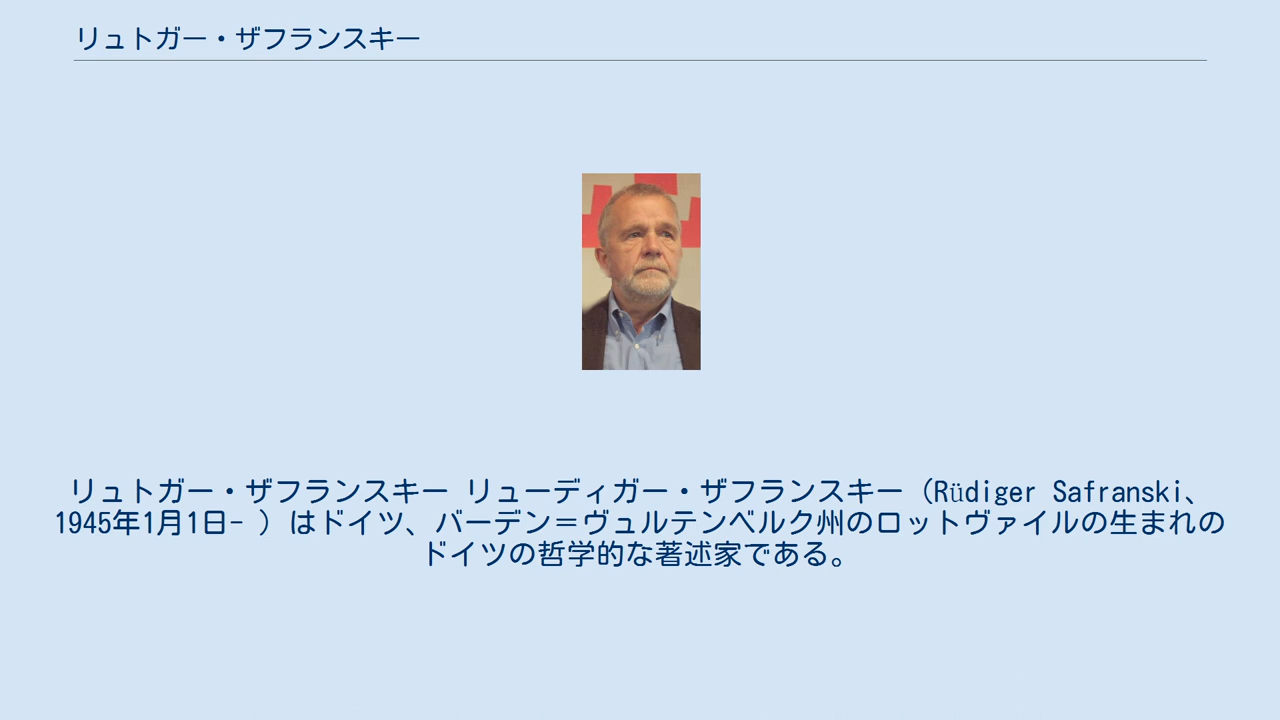 リュトガー・ザフランスキー
リュトガー・ザフランスキー リューディガー・ザフランスキー（Rüdiger Safranski、
1945年1月1日- ）はドイツ、バーデン＝ヴュルテンベルク州のロットヴァイルの生まれの
ドイツの哲学的な著述家である。